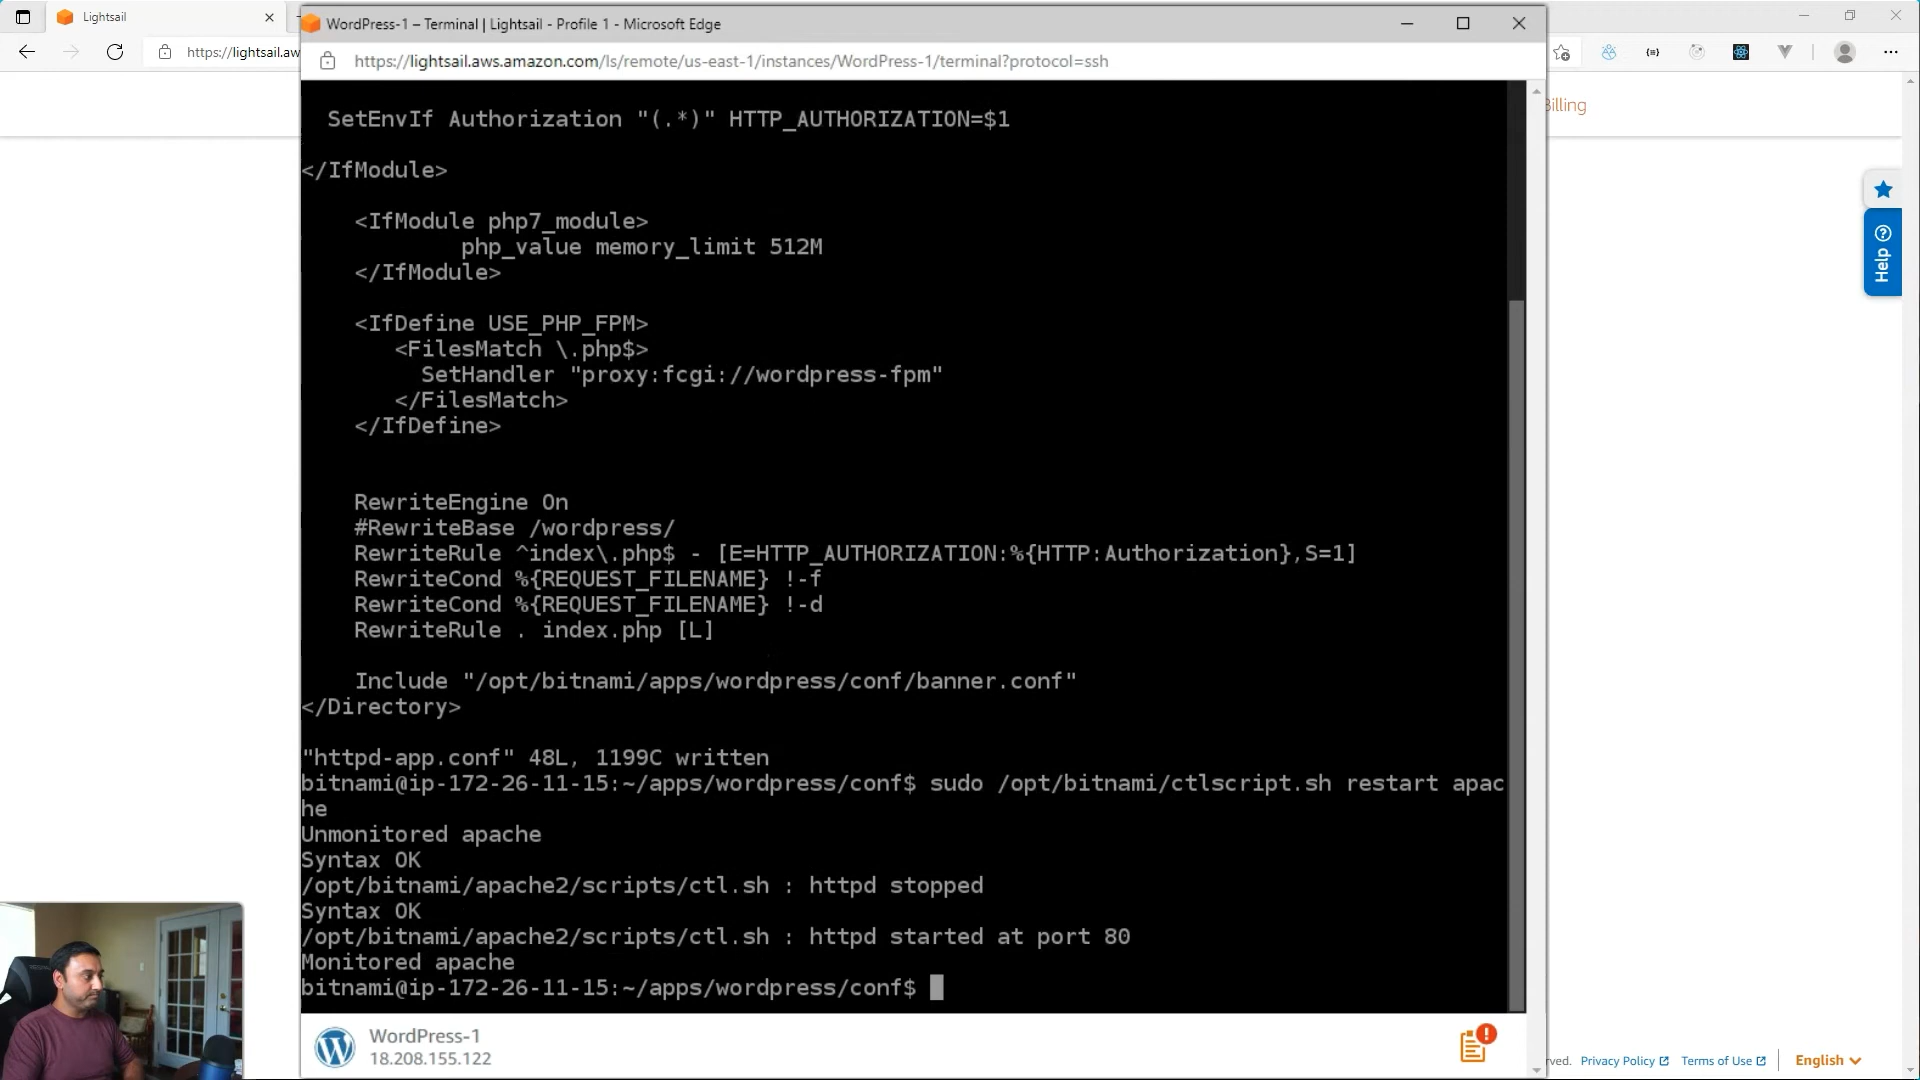 Lightsail
WordPress-1 – Terminal | Lightsail - Profile 1 - Microsoft Edge
https://lightsail.aws
https://lightsail.aws.amazon.com/ls/remote/us-east-1/instances/WordPress-1/terminal?protocol=ssh
Billing
SetEnvIf Authorization "(.*)" HTTP_AUTHORIZATION=$1
</IfModule>
<IfModule php7_module>
php_value memory_limit 512M
</IfModule>
<IfDefine USE_PHP_FPM>
<FilesMatch \.php$>
SetHandler "proxy:fcgi://wordpress-fpm"
</FilesMatch>
</IfDefine>
RewriteEngine On
#RewriteBase /wordpress/
RewriteRule ^index\.php$ - [E=HTTP_AUTHORIZATION:%{HTTP:Authorization},S=1]
RewriteCond %{REQUEST_FILENAME} !-f
RewriteCond %{REQUEST_FILENAME} !-d
RewriteRule . index.php [L]
Include "/opt/bitnami/apps/wordpress/conf/banner.conf"
</Directory>
"httpd-app.conf" 48L, 1199C written
bitnami@ip-172-26-11-15:~/apps/wordpress/conf$ sudo /opt/bitnami/ctlscript.sh restart apac
he
Unmonitored apache
Syntax OK
/opt/bitnami/apache2/scripts/ctl.sh : httpd stopped
Syntax OK
/opt/bitnami/apache2/scripts/ctl.sh : httpd started at port 80
Monitored apache
bitnami@ip-172-26-11-15:~/apps/wordpress/conf$
WordPress-1
18.208.155.122
Help
rved.
Privacy Policy
Terms of Use
English